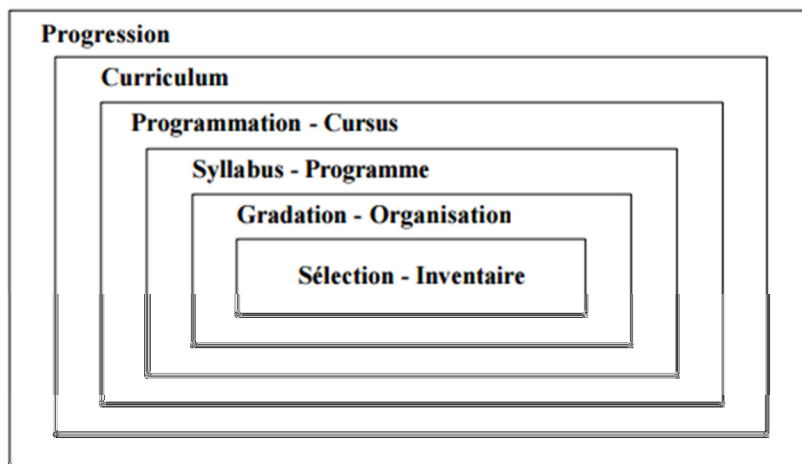 Progression
Curriculum
Programmation - Cursus
Syllabus - Programme
Gradation - Organisation
Sélection - Inventaire